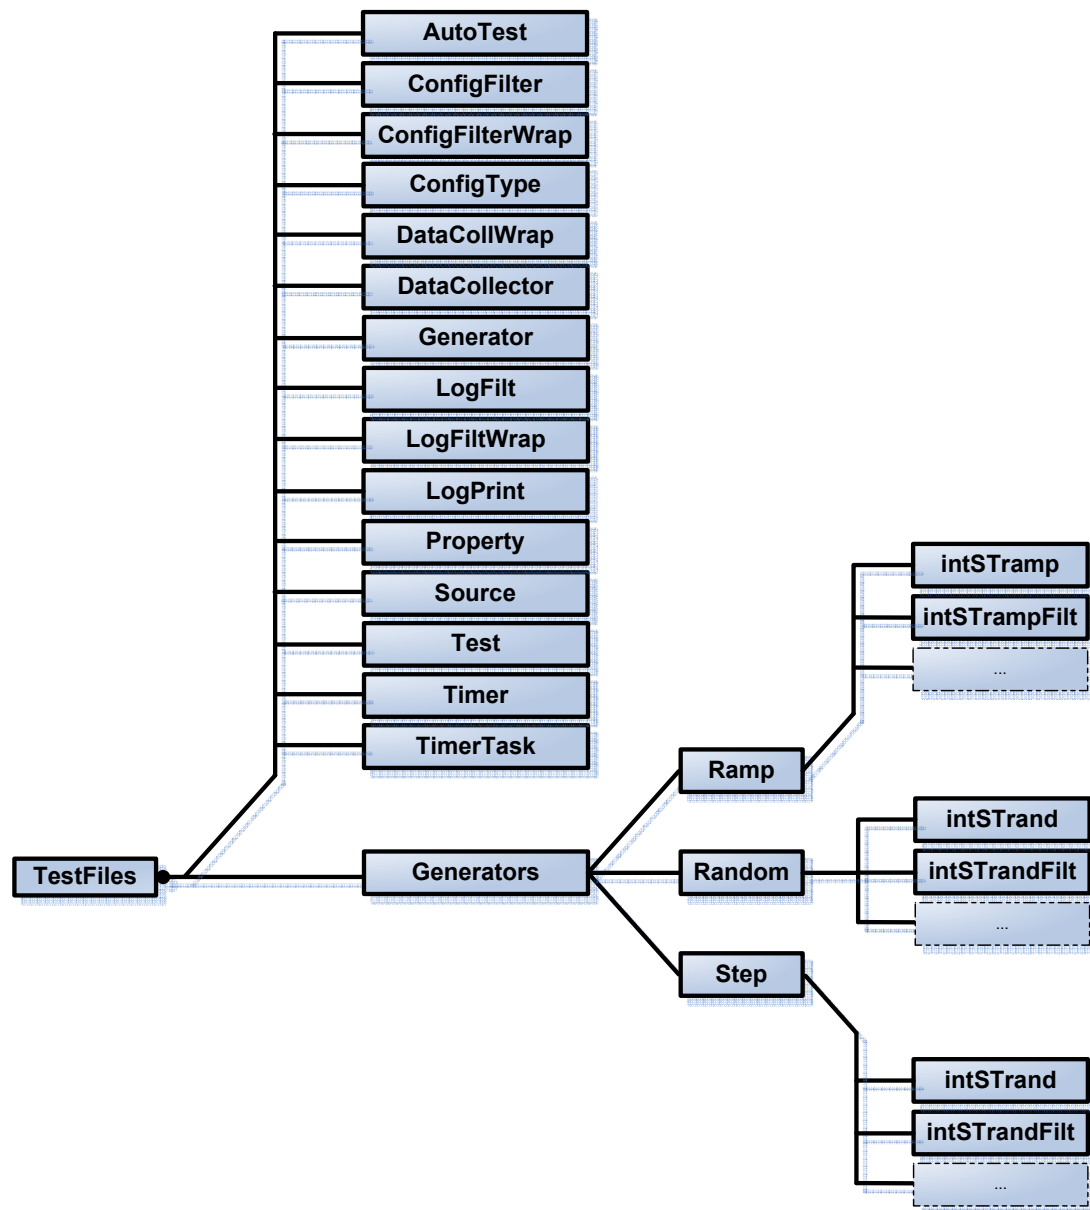 AutoTest
ConfigFilter
ConfigFilterWrap
ConfigType
DataCollWrap
DataCollector
Generator
LogFilt
LogFiltWrap
LogPrint
Property
Source
Test
Timer
TimerTask
TestFiles
Generators
Ramp
intSTramp
intSTrampFilt
...
Random
intSTrand
intSTrandFilt
...
Step
intSTrand
intSTrandFilt
...